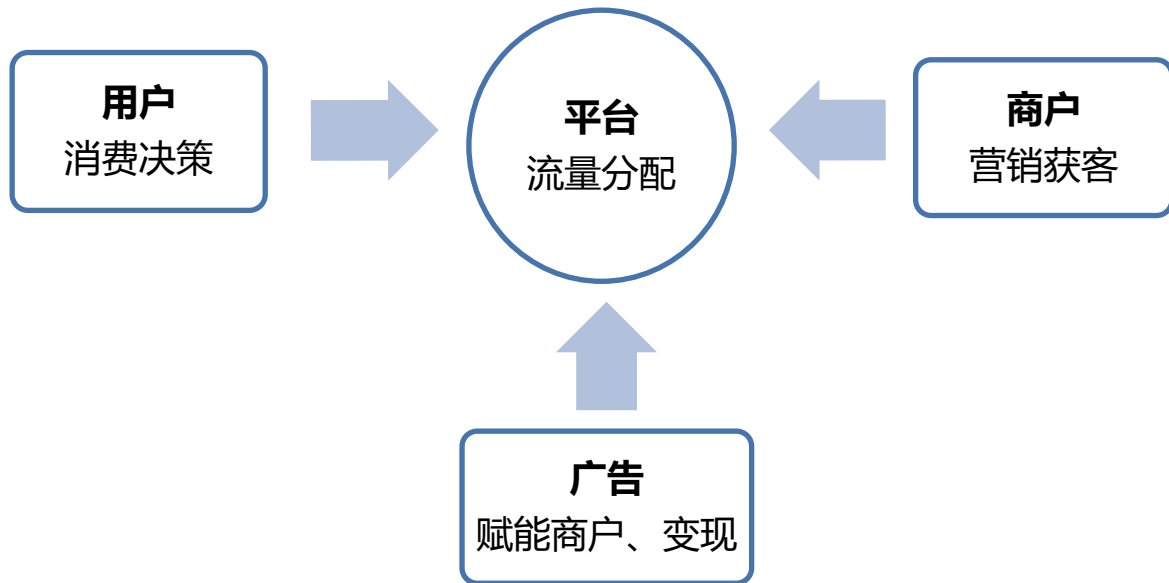 用户
消费决策
平台
流量分配
商户
营销获客
广告
赋能商户、变现